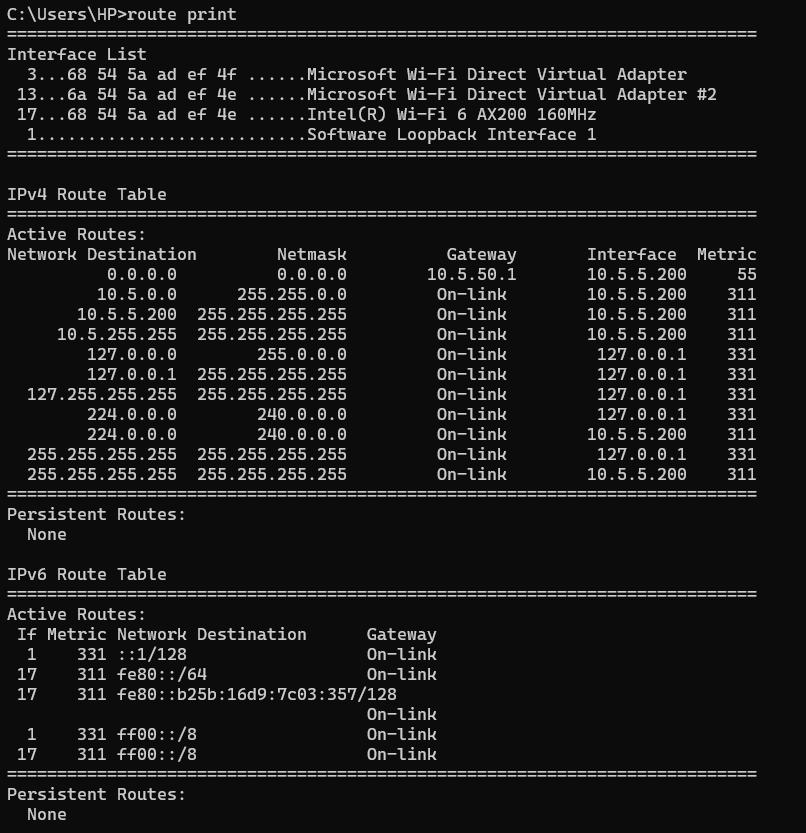 C:\Users\HP>route print
===========================================================================
Interface List
  3...68 54 5a ad ef 4f ......Microsoft Wi-Fi Direct Virtual Adapter
 13...6a 54 5a ad ef 4e ......Microsoft Wi-Fi Direct Virtual Adapter #2
 17...68 54 5a ad ef 4e ......Intel(R) Wi-Fi 6 AX200 160MHz
  1...........................Software Loopback Interface 1
===========================================================================

IPv4 Route Table
===========================================================================
Active Routes:
Network Destination        Netmask          Gateway       Interface  Metric
          0.0.0.0          0.0.0.0        10.5.50.1       10.5.5.200     55
         10.5.0.0      255.255.0.0         On-link        10.5.5.200    311
       10.5.5.200  255.255.255.255         On-link        10.5.5.200    311
     10.5.255.255  255.255.255.255         On-link        10.5.5.200    311
        127.0.0.0        255.0.0.0         On-link         127.0.0.1    331
        127.0.0.1  255.255.255.255         On-link         127.0.0.1    331
  127.255.255.255  255.255.255.255         On-link         127.0.0.1    331
        224.0.0.0        240.0.0.0         On-link         127.0.0.1    331
        224.0.0.0        240.0.0.0         On-link        10.5.5.200    311
  255.255.255.255  255.255.255.255         On-link         127.0.0.1    331
  255.255.255.255  255.255.255.255         On-link        10.5.5.200    311
===========================================================================
Persistent Routes:
  None

IPv6 Route Table
===========================================================================
Active Routes:
 If Metric Network Destination      Gateway
  1    331 ::1/128                  On-link
 17    311 fe80::/64                On-link
 17    311 fe80::b25b:16d9:7c03:357/128
                                    On-link
  1    331 ff00::/8                 On-link
 17    311 ff00::/8                 On-link
===========================================================================
Persistent Routes:
  None